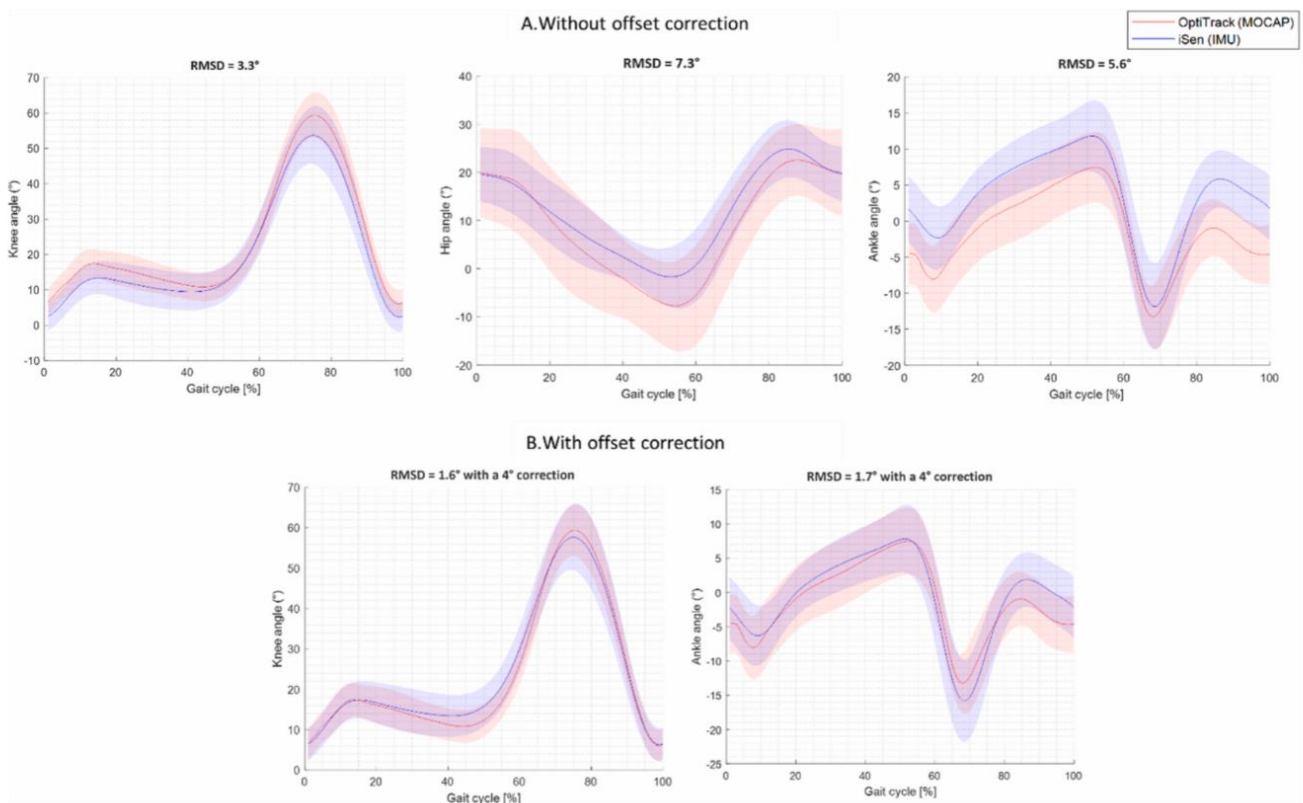 A.Without offset correction
OptiTrack (MOCAP)
iSen (IMU)
RMSD = 3.3°
70
60
50
40
30
20
10
0
-10
Knee angle (°)
0 20 40 60 80 100
Gait cycle [%]
RMSD = 7.3°
40
30
20
10
0
-10
-20
Hip angle (°)
0 20 40 60 80 100
Gait cycle [%]
RMSD = 5.6°
20
15
10
5
0
-5
-10
-15
-20
Ankle angle (°)
0 20 40 60 80 100
Gait cycle [%]
B.With offset correction
RMSD = 1.6° with a 4° correction
70
60
50
40
30
20
10
0
Knee angle (°)
0 20 40 60 80 100
Gait cycle [%]
RMSD = 1.7° with a 4° correction
15
10
5
0
-5
-10
-15
-20
-25
Ankle angle (°)
0 20 40 60 80 100
Gait cycle [%]